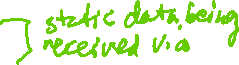 static data, being
received via